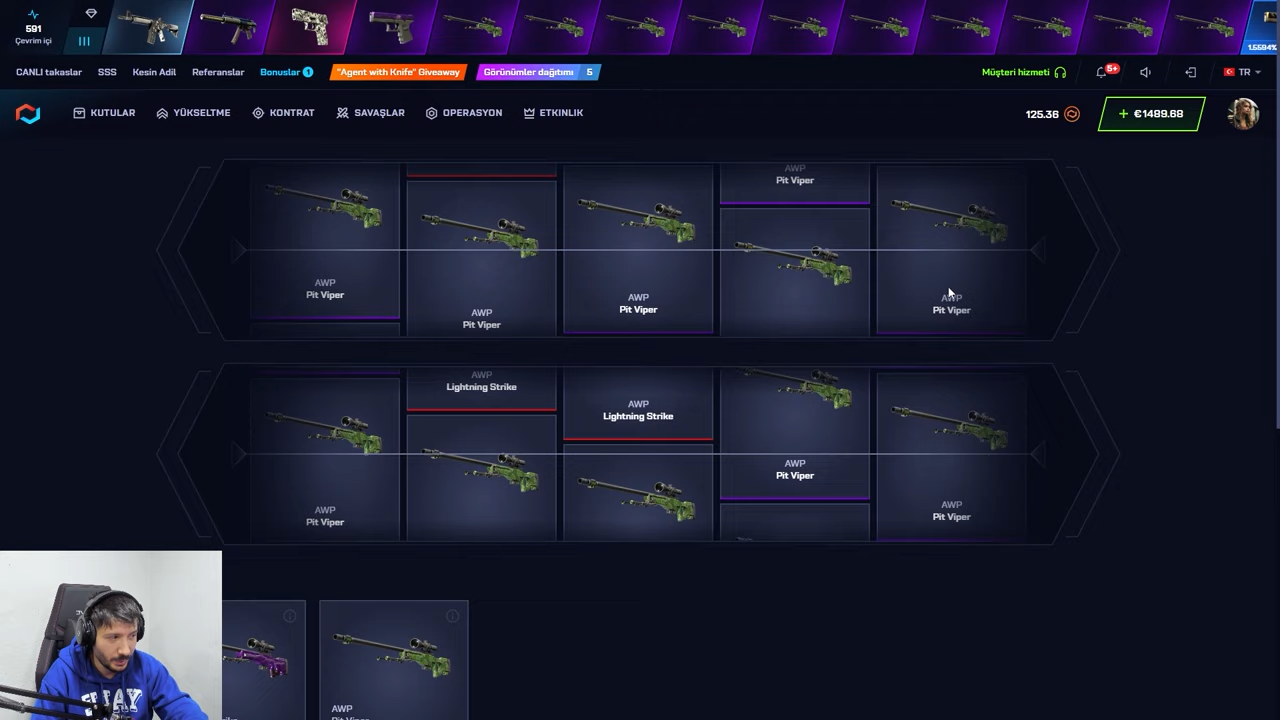 591
Çevrim içi
1.5584%
CANLI takaslar
SSS
Kesin Adil
Referanslar
Bonuslar 1
"Agent with Knife" Giveaway
Görünümler dağıtımı 5
Müşteri hizmeti
5+
TR
KUTULAR
YÜKSELTME
KONTRAT
SAVAŞLAR
OPERASYON
ETKINLIK
125.36
+ €1489.68
AWP
Pit Viper
AWP
Pit Viper
AWP
Pit Viper
AWP
Pit Viper
AWP
Pit Viper
AWP
Pit Viper
AWP
Lightning Strike
AWP
Lightning Strike
AWP
Pit Viper
AWP
Pit Viper
AWP